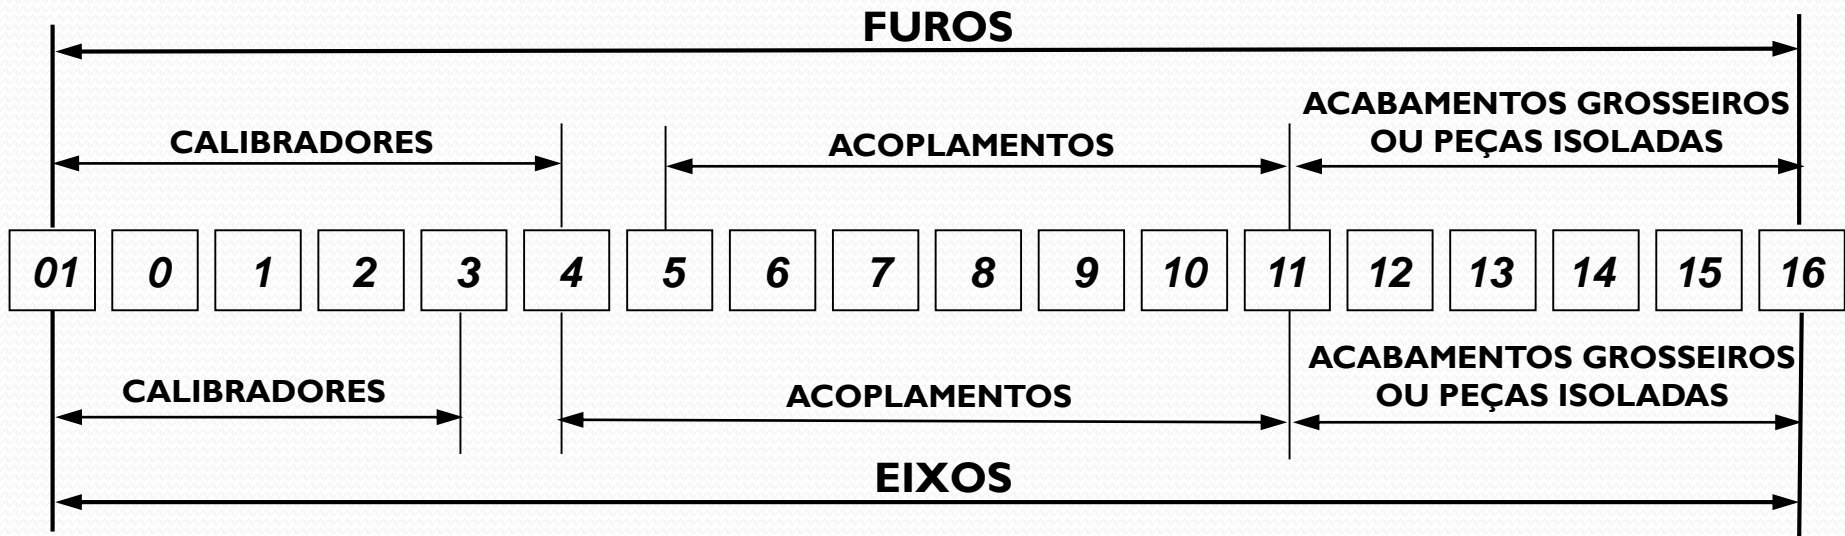 FUROS
CALIBRADORES
ACOPLAMENTOS
ACABAMENTOS GROSSEIROS
OU PEÇAS ISOLADAS
01 0 1 2 3 4 5 6 7 8 9 10 11 12 13 14 15 16
CALIBRADORES
ACOPLAMENTOS
ACABAMENTOS GROSSEIROS
OU PEÇAS ISOLADAS
EIXOS